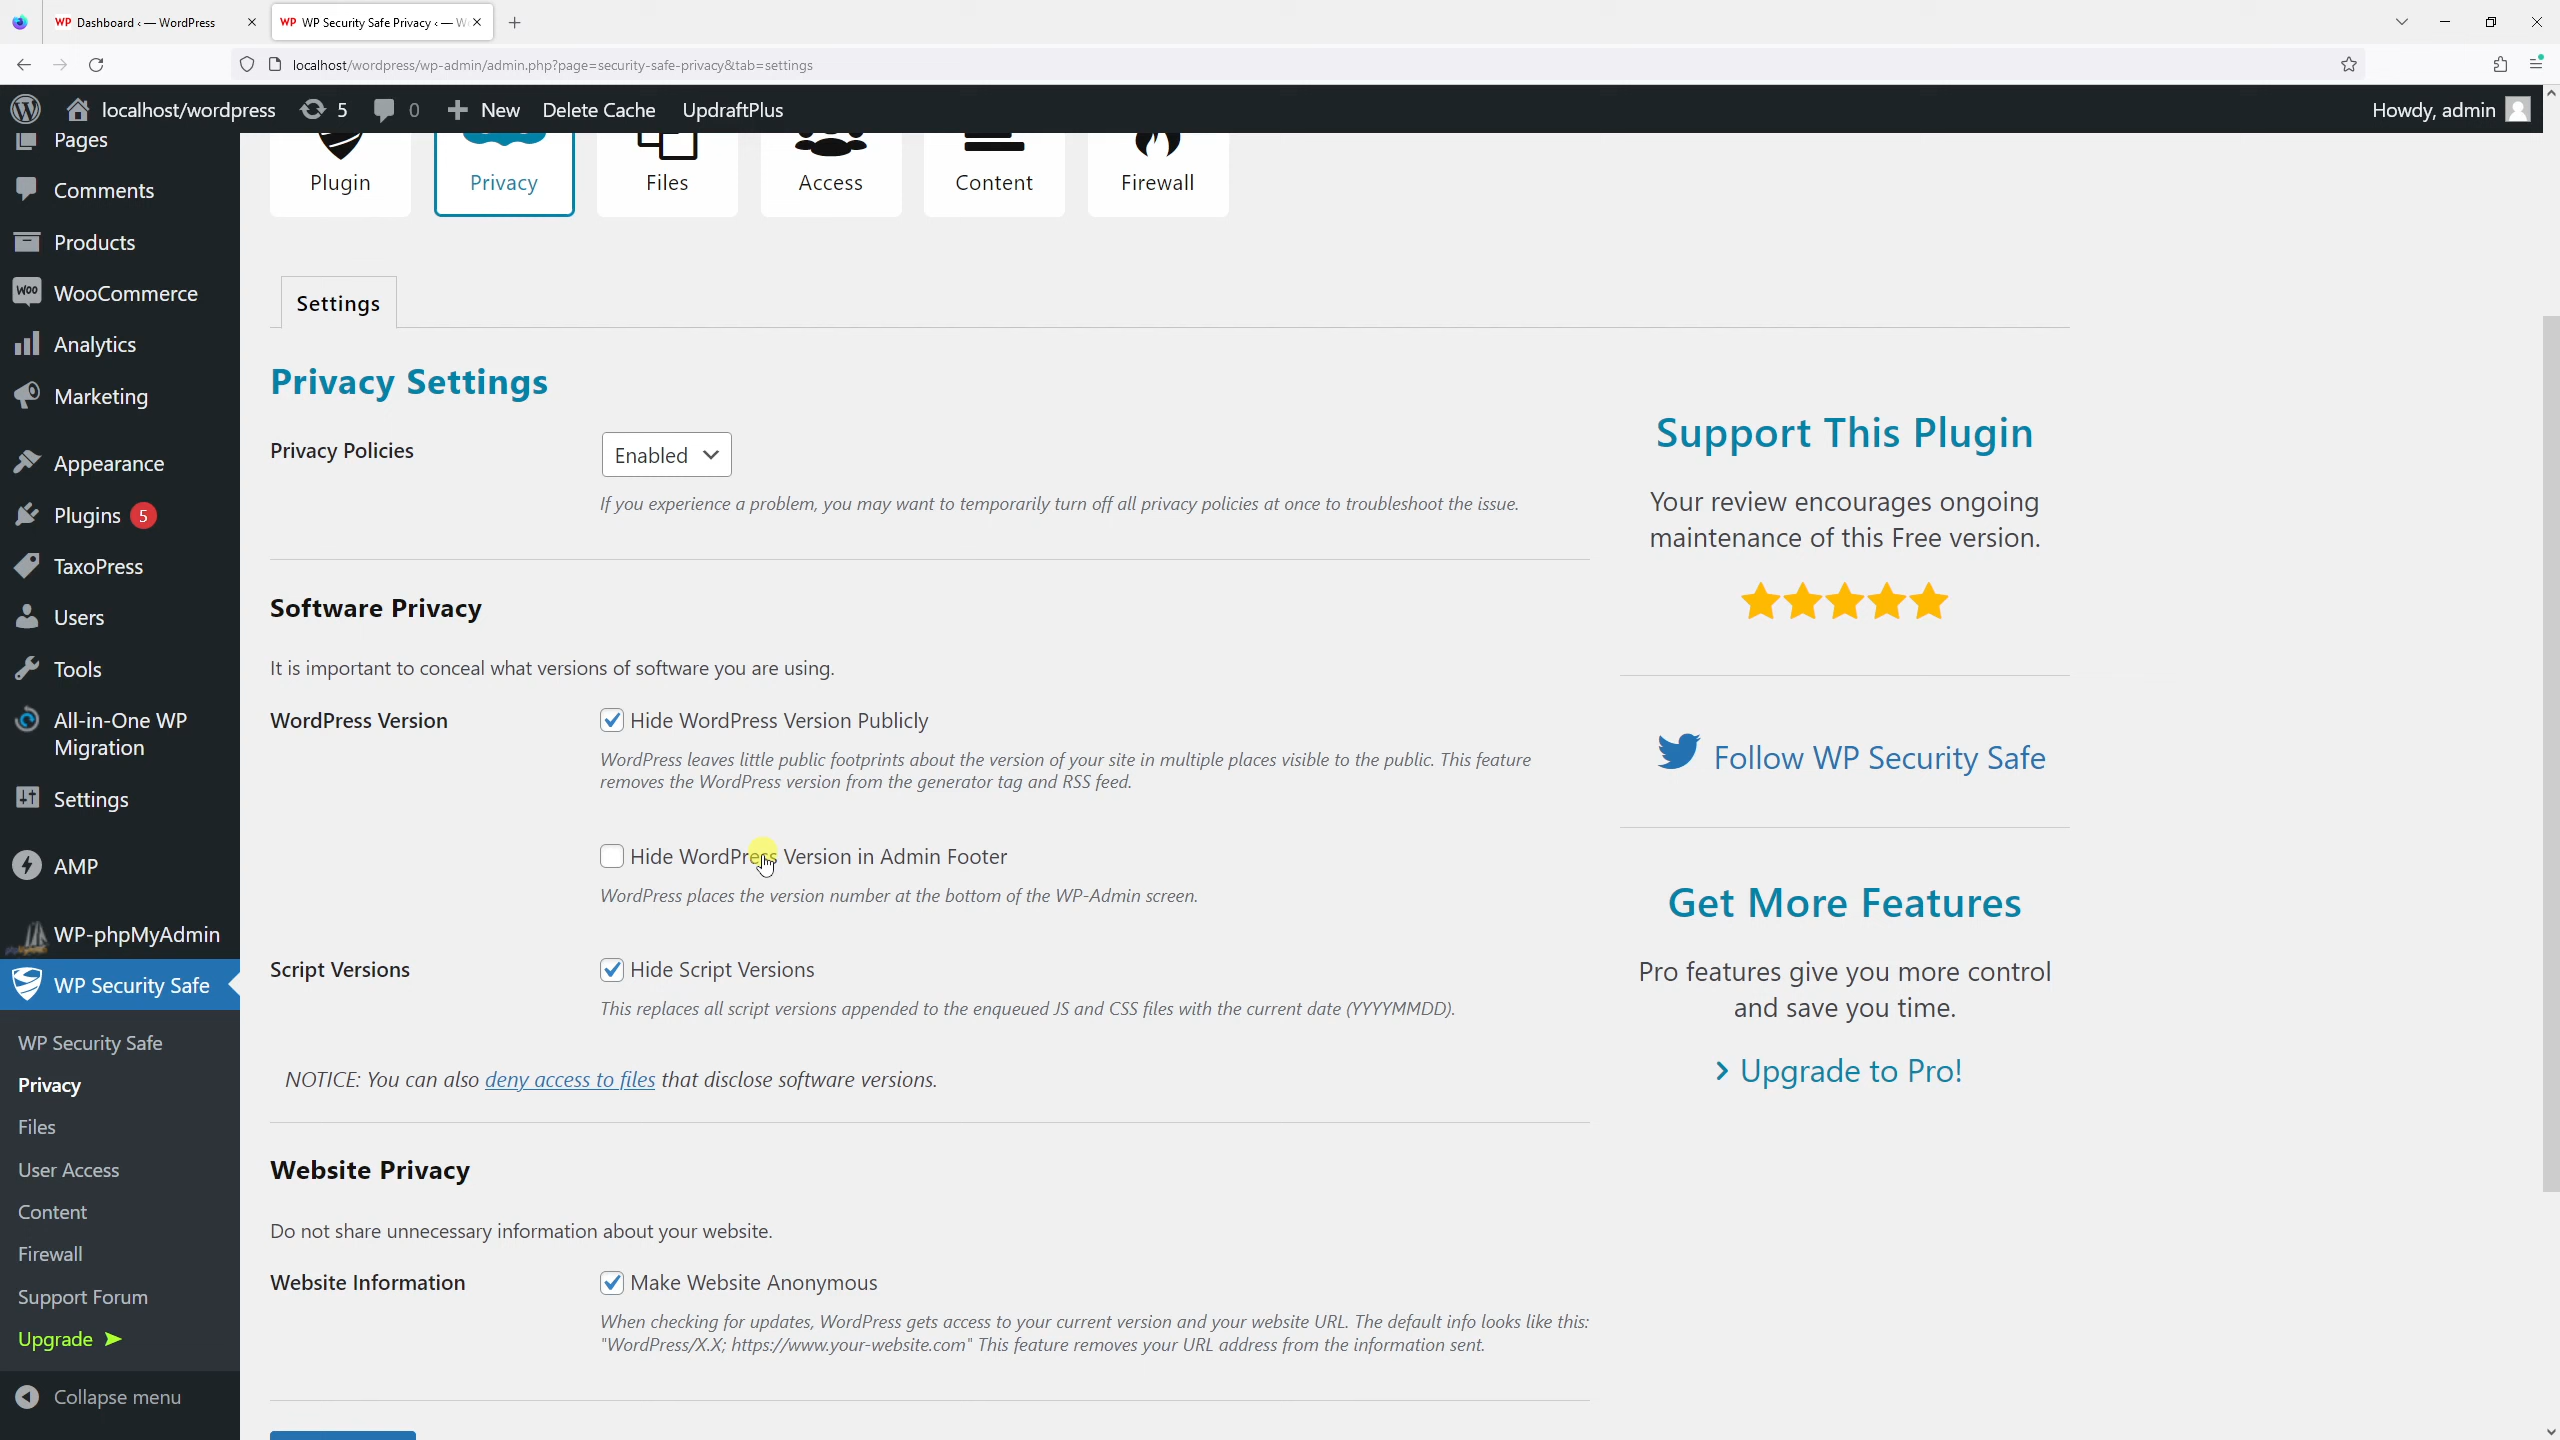 WP Dashboard ‹ — WordPress
WP WP Security Safe Privacy ‹ — W
localhost/wordpress/wp-admin/admin.php?page=security-safe-privacy&tab=settings
localhost/wordpress 5 0 New Delete Cache UpdraftPlus Howdy, admin
Pages
Comments
Products
WooCommerce
Analytics
Marketing
Appearance
Plugins 5
TaxoPress
Users
Tools
All-in-One WP
Migration
Settings
AMP
WP-phpMyAdmin
WP Security Safe
WP Security Safe
Privacy
Files
User Access
Content
Firewall
Support Forum
Upgrade ➤
Collapse menu
Plugin Privacy Files Access Content Firewall
Settings
Privacy Settings
Privacy Policies Enabled
If you experience a problem, you may want to temporarily turn off all privacy policies at once to troubleshoot the issue.
Software Privacy
It is important to conceal what versions of software you are using.
WordPress Version Hide WordPress Version Publicly
WordPress leaves little public footprints about the version of your site in multiple places visible to the public. This feature
removes the WordPress version from the generator tag and RSS feed.
Hide WordPress Version in Admin Footer
WordPress places the version number at the bottom of the WP-Admin screen.
Script Versions Hide Script Versions
This replaces all script versions appended to the enqueued JS and CSS files with the current date (YYYYMMDD).
NOTICE: You can also deny access to files that disclose software versions.
Website Privacy
Do not share unnecessary information about your website.
Website Information Make Website Anonymous
When checking for updates, WordPress gets access to your current version and your website URL. The default info looks like this:
"WordPress/X.X; https://www.your-website.com" This feature removes your URL address from the information sent.
Support This Plugin
Your review encourages ongoing
maintenance of this Free version.
Follow WP Security Safe
Get More Features
Pro features give you more control
and save you time.
› Upgrade to Pro!